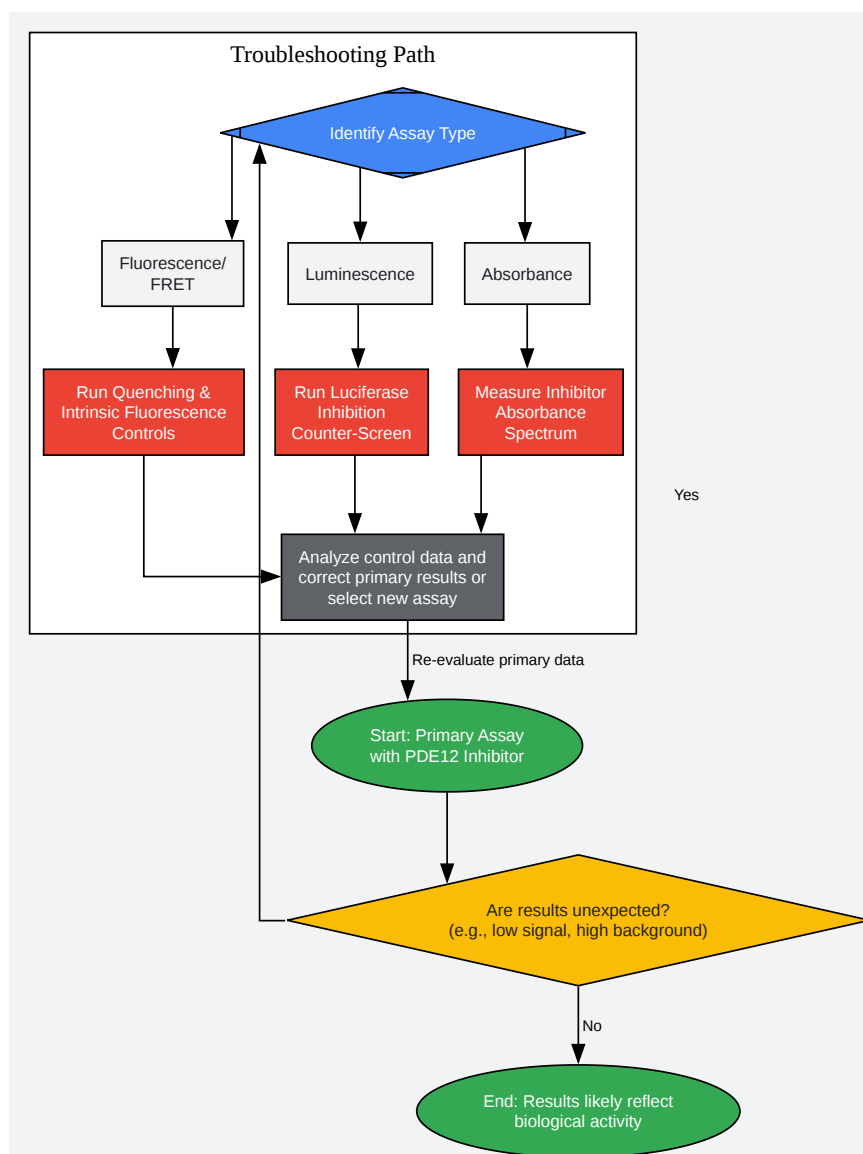 Troubleshooting Path
Identify Assay Type
Fluorescence/
FRET
Luminescence
Absorbance
Run Quenching &
Intrinsic Fluorescence
Controls
Run Luciferase
Inhibition
Counter-Screen
Measure Inhibitor
Absorbance
Spectrum
Yes
Analyze control data and
correct primary results or
select new assay
Re-evaluate primary data
Start: Primary Assay
with PDE12 Inhibitor
Are results unexpected?
(e.g., low signal, high background)
No
End: Results likely reflect
biological activity